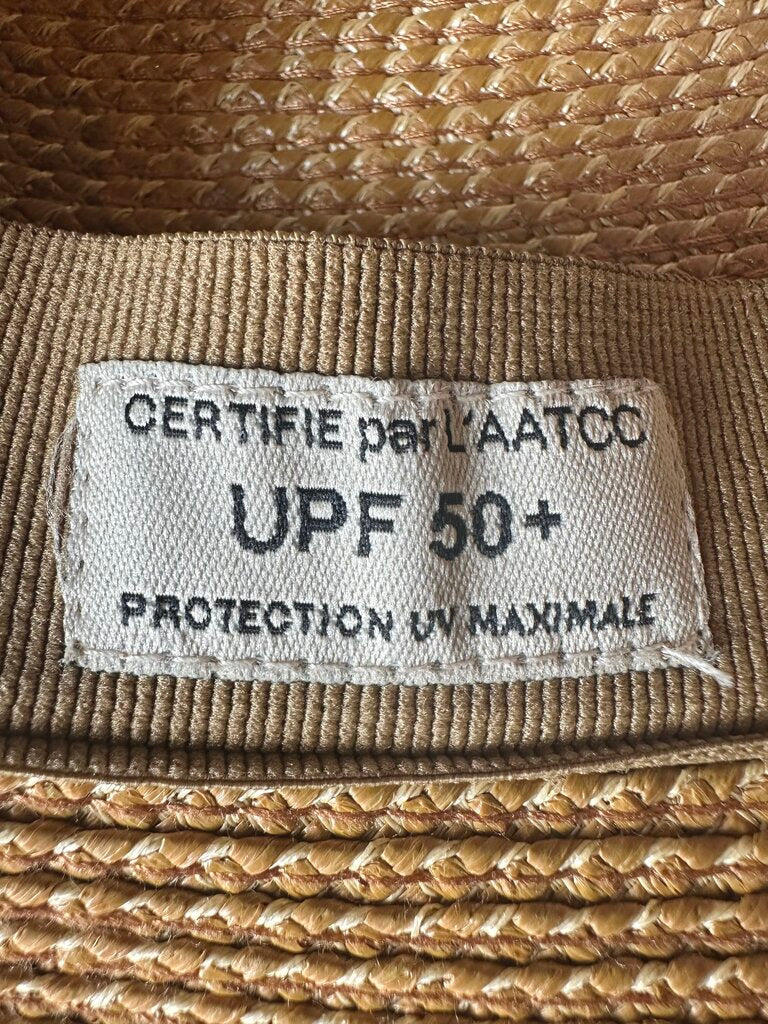 CERTIFIE par L'AATCC
UPF 50+
PROTECTION UV MAXIMALE